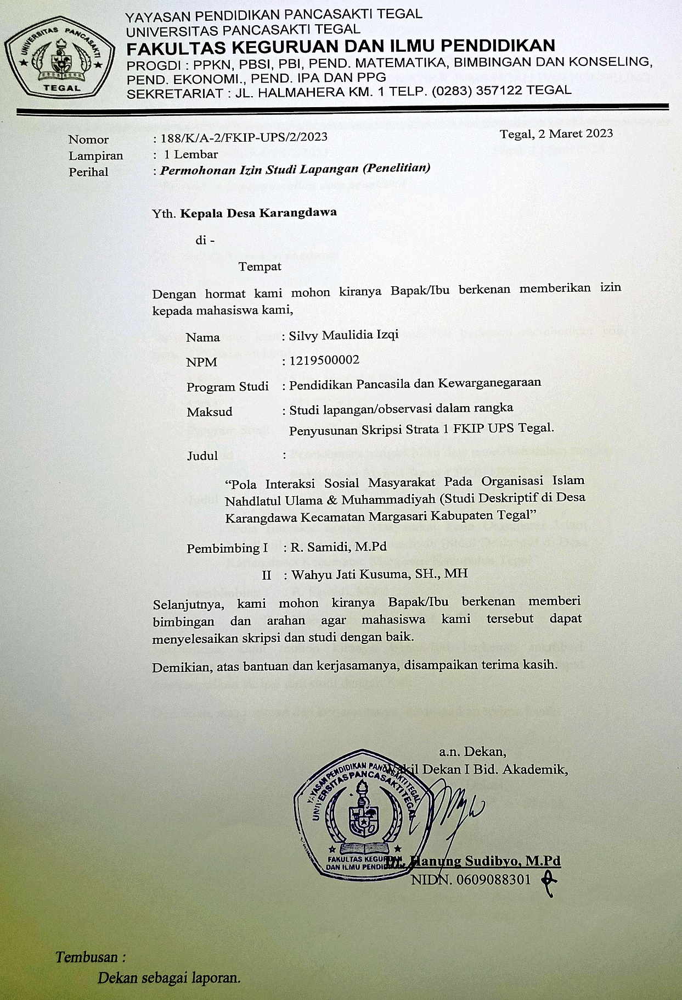 YAYASAN PENDIDIKAN PANCASAKTI TEGAL
UNIVERSITAS PANCASAKTI TEGAL
FAKULTAS KEGURUAN DAN ILMU PENDIDIKAN
PROGDI : PPKN, PBSI, PBI, PEND. MATEMATIKA, BIMBINGAN DAN KONSELING,
PEND. EKONOMI., PEND. IPA DAN PPG
SEKRETARIAT : JL. HALMAHERA KM. 1 TELP. (0283) 357122 TEGAL
UNIVERSITAS PANCASAKTI
TEGAL
Nomor : 188/K/A-2/FKIP-UPS/2/2023 Tegal, 2 Maret 2023
Lampiran : 1 Lembar
Perihal : Permohonan Izin Studi Lapangan (Penelitian)
Yth. Kepala Desa Karangdawa
di -
Tempat
Dengan hormat kami mohon kiranya Bapak/Ibu berkenan memberikan izin
kepada mahasiswa kami,
Nama : Silvy Maulidia Izqi
NPM : 1219500002
Program Studi : Pendidikan Pancasila dan Kewarganegaraan
Maksud : Studi lapangan/observasi dalam rangka
Penyusunan Skripsi Strata 1 FKIP UPS Tegal.
Judul :
“Pola Interaksi Sosial Masyarakat Pada Organisasi Islam
Nahdlatul Ulama & Muhammadiyah (Studi Deskriptif di Desa
Karangdawa Kecamatan Margasari Kabupaten Tegal”
Pembimbing I : R. Samidi, M.Pd
II : Wahyu Jati Kusuma, SH., MH
Selanjutnya, kami mohon kiranya Bapak/Ibu berkenan memberi
bimbingan dan arahan agar mahasiswa kami tersebut dapat
menyelesaikan skripsi dan studi dengan baik.
Demikian, atas bantuan dan kerjasamanya, disampaikan terima kasih.
a.n. Dekan,
Wakil Dekan I Bid. Akademik,
YAYASAN PENDIDIKAN PANCASAKTI TEGAL
UNIVERSITAS PANCASAKTI TEGAL
FAKULTAS KEGURUAN
DAN ILMU PENDIDIKAN
Dr. Hanung Sudibyo, M.Pd
NIDN. 0609088301
Tembusan :
Dekan sebagai laporan.